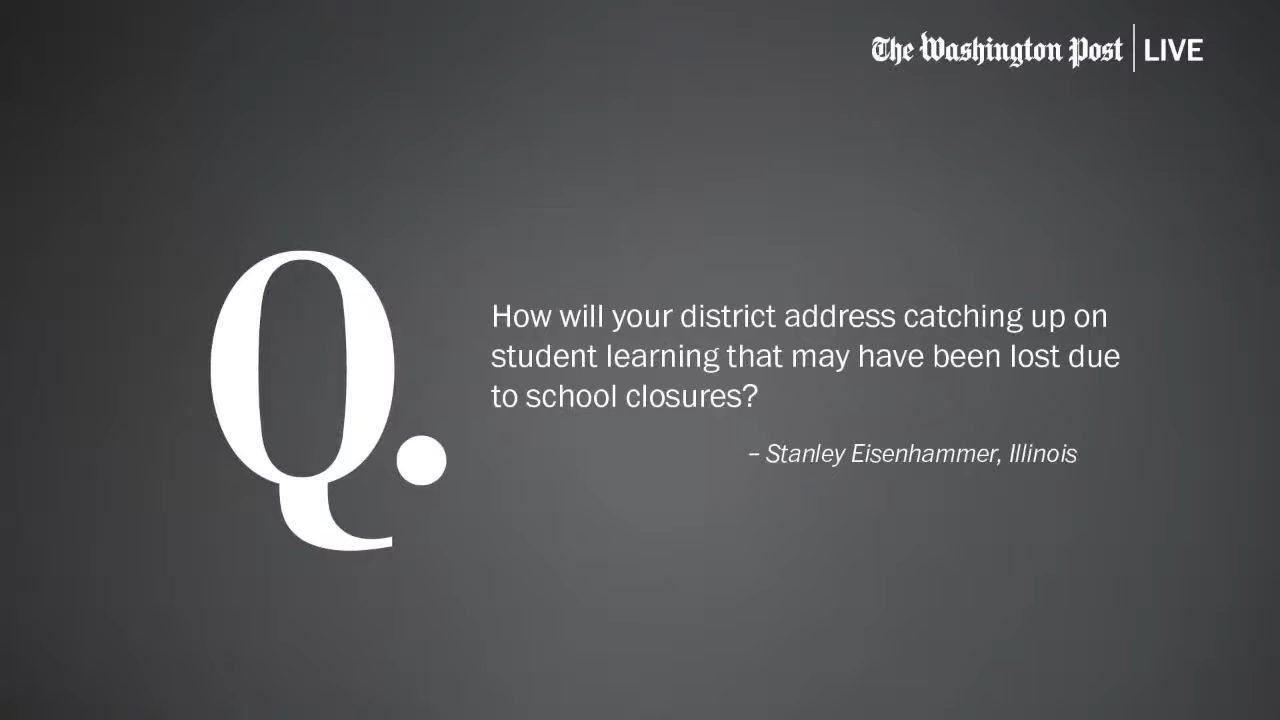 The Washington Post | LIVE
Q.
How will your district address catching up on
student learning that may have been lost due
to school closures?
– Stanley Eisenhammer, Illinois